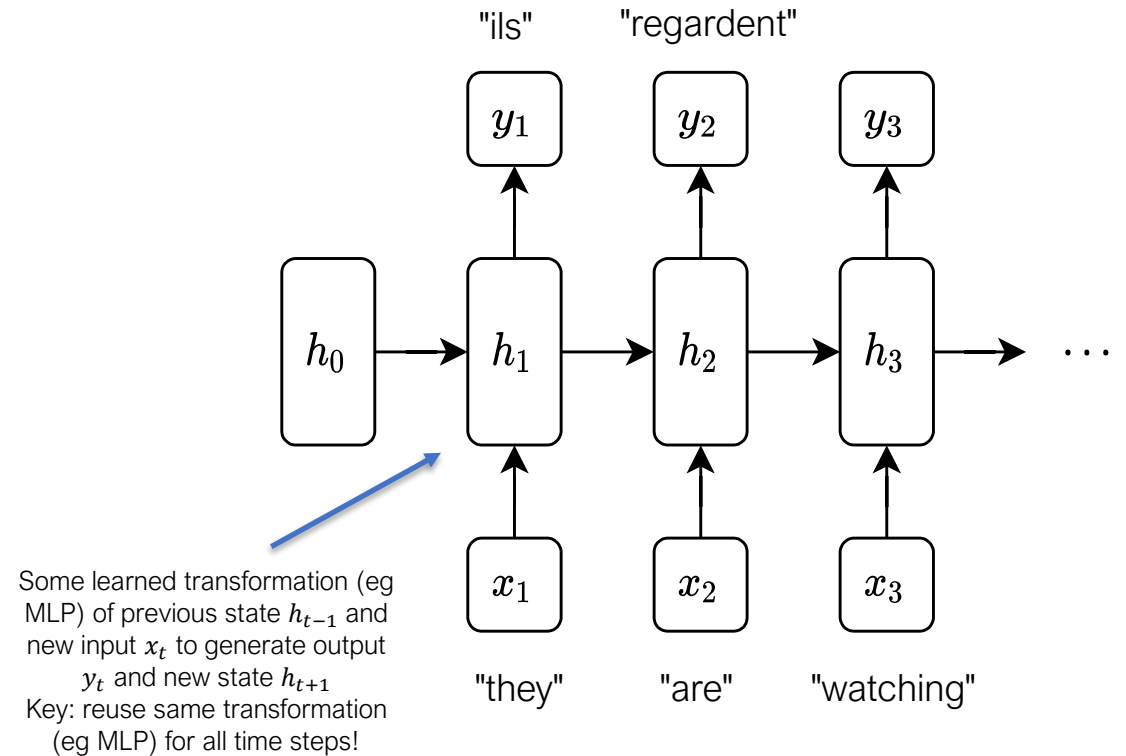 "ils" "regardent"
y₁ y₂ y₃
h₀ h₁ h₂ h₃ ···
x₁ x₂ x₃
"they" "are" "watching"
Some learned transformation (eg
MLP) of previous state hₜ₋₁ and
new input xₜ to generate output
yₜ and new state hₜ₊₁
Key: reuse same transformation
(eg MLP) for all time steps!